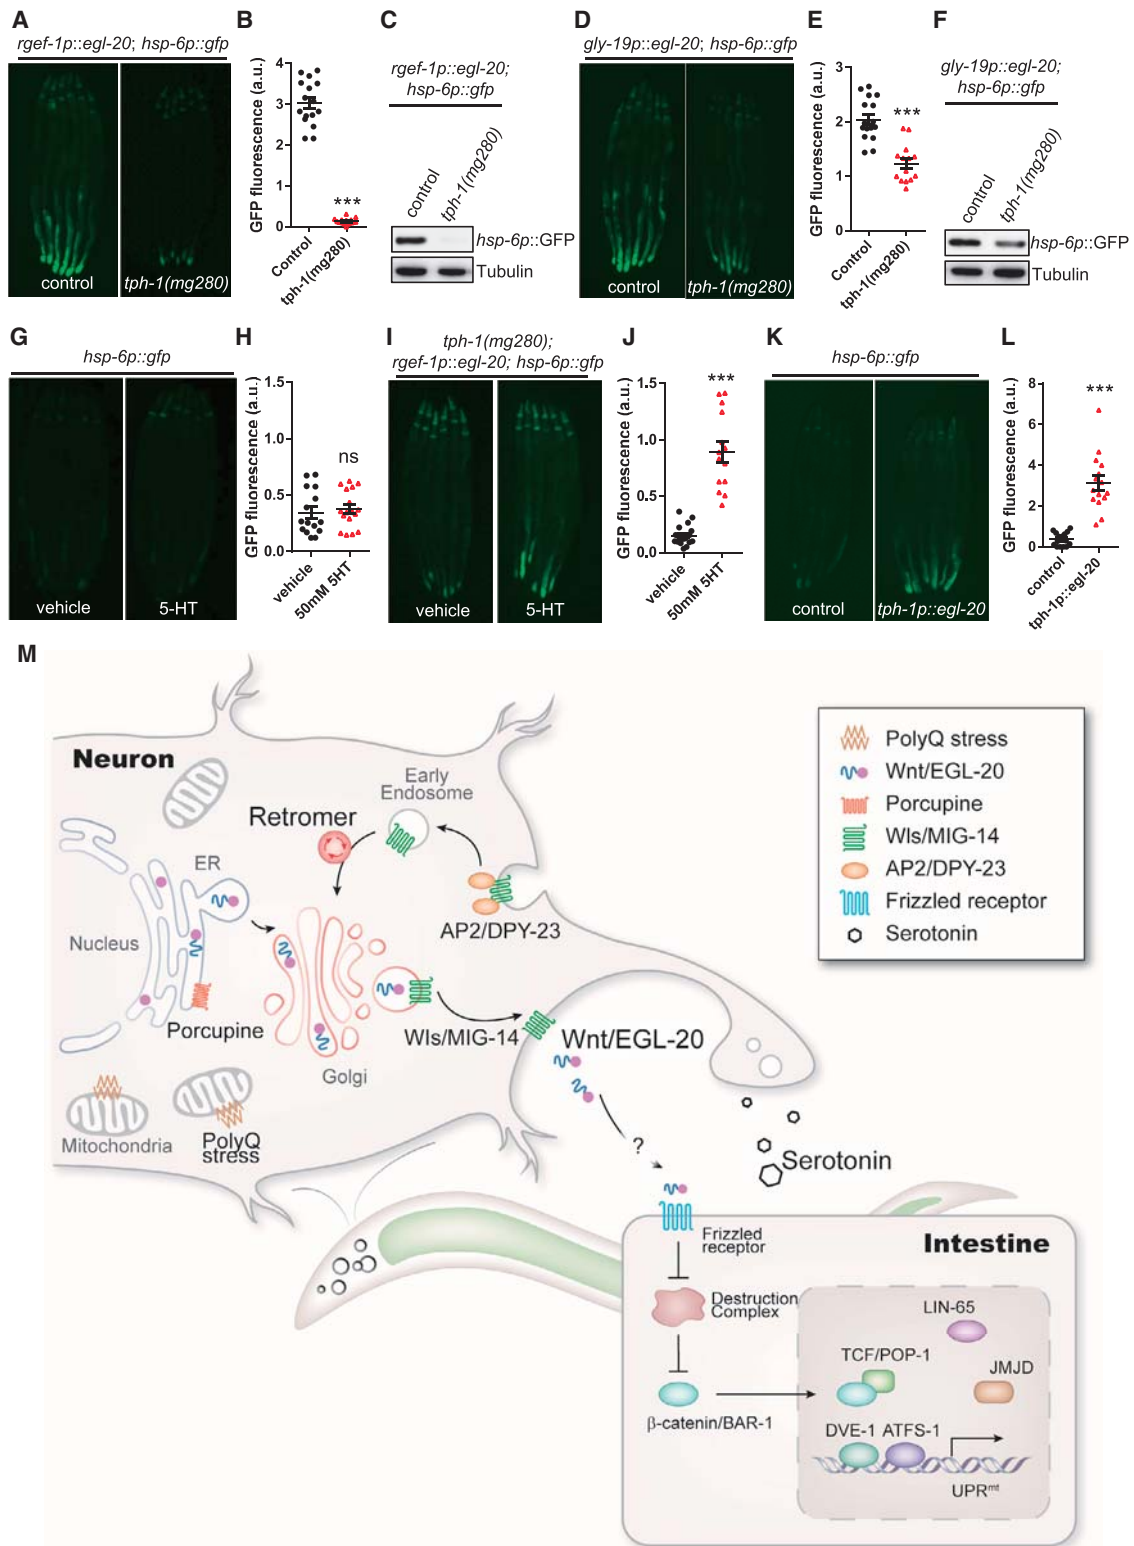 A
rgef-1p::egl-20; hsp-6p::gfp
control
tph-1(mg280)
B
GFP fluorescence (a.u.)
4
3
2
1
0
***
Control
tph-1(mg280)
C
rgef-1p::egl-20;
hsp-6p::gfp
control
tph-1(mg280)
hsp-6p::GFP
Tubulin
D
gly-19p::egl-20; hsp-6p::gfp
control
tph-1(mg280)
E
GFP fluorescence (a.u.)
3
2
1
0
***
Control
tph-1(mg280)
F
gly-19p::egl-20;
hsp-6p::gfp
control
tph-1(mg280)
hsp-6p::GFP
Tubulin
G
hsp-6p::gfp
vehicle
5-HT
H
GFP fluorescence (a.u.)
1.5
1.0
0.5
0.0
ns
vehicle
50mM 5HT
I
tph-1(mg280);
rgef-1p::egl-20; hsp-6p::gfp
vehicle
5-HT
J
GFP fluorescence (a.u.)
1.5
1.0
0.5
0.0
***
vehicle
50mM 5HT
K
hsp-6p::gfp
control
tph-1p::egl-20
L
GFP fluorescence (a.u.)
8
6
4
2
0
***
control
tph-1p::egl-20
M
Neuron
Early
Endosome
Retromer
ER
Nucleus
AP2/DPY-23
Porcupine
Wls/MIG-14
Golgi
Wnt/EGL-20
Mitochondria
PolyQ
stress
?
Serotonin
PolyQ stress
Wnt/EGL-20
Porcupine
Wls/MIG-14
AP2/DPY-23
Frizzled receptor
Serotonin
Intestine
Frizzled
receptor
Destruction
Complex
β-catenin/BAR-1
LIN-65
TCF/POP-1
JMJD
DVE-1 ATFS-1
UPRmt